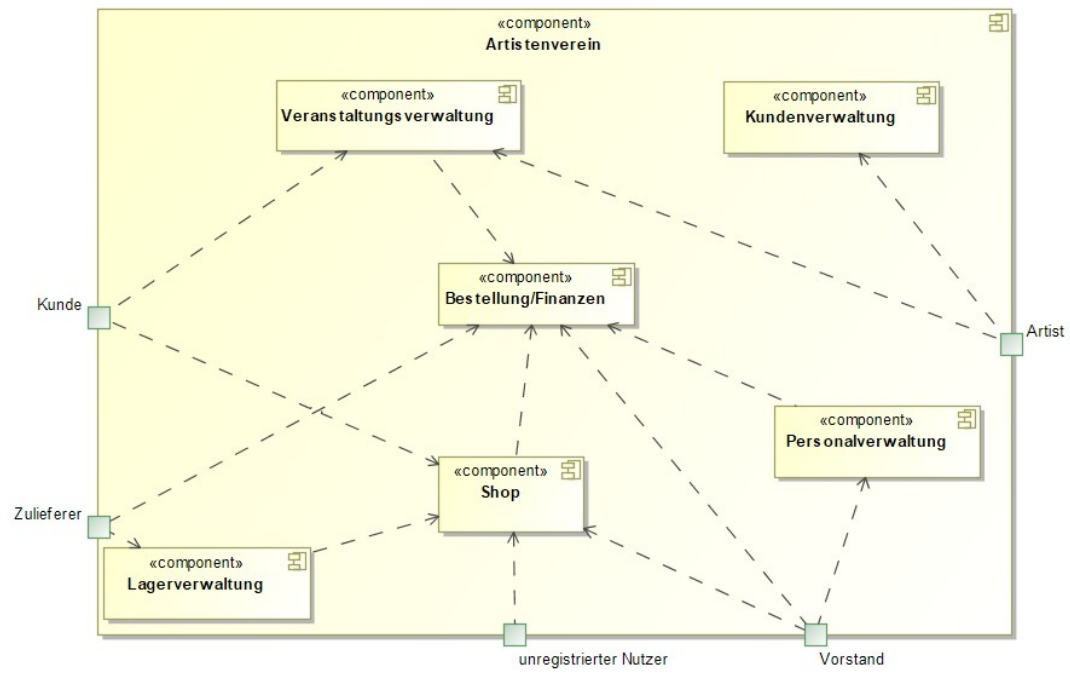 «component»
Artistenverein
«component»
Veranstaltungsverwaltung
«component»
Kundenverwaltung
«component»
Bestellung/Finanzen
Kunde
Artist
«component»
Personalverwaltung
«component»
Shop
Zulieferer
«component»
Lagerverwaltung
unregistrierter Nutzer
Vorstand